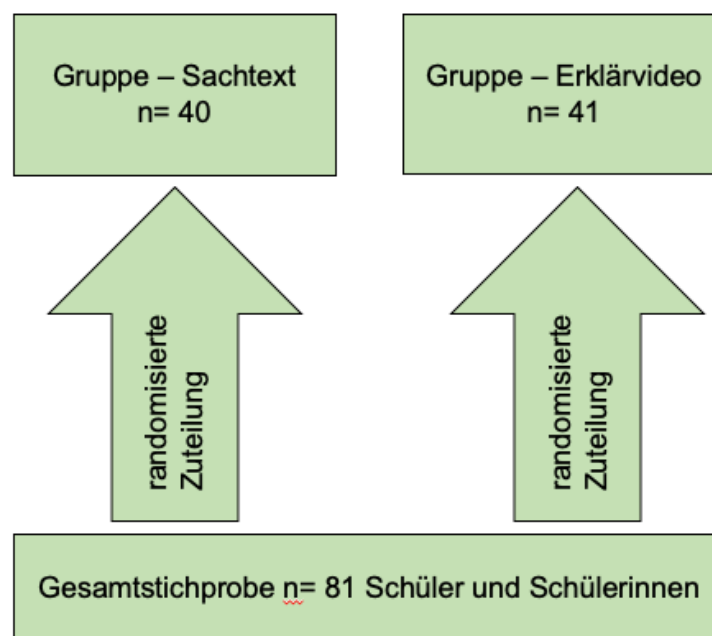 Gruppe – Sachtext
n= 40
Gruppe – Erklärvideo
n= 41
randomisierte
Zuteilung
randomisierte
Zuteilung
Gesamtstichprobe n= 81 Schüler und Schülerinnen